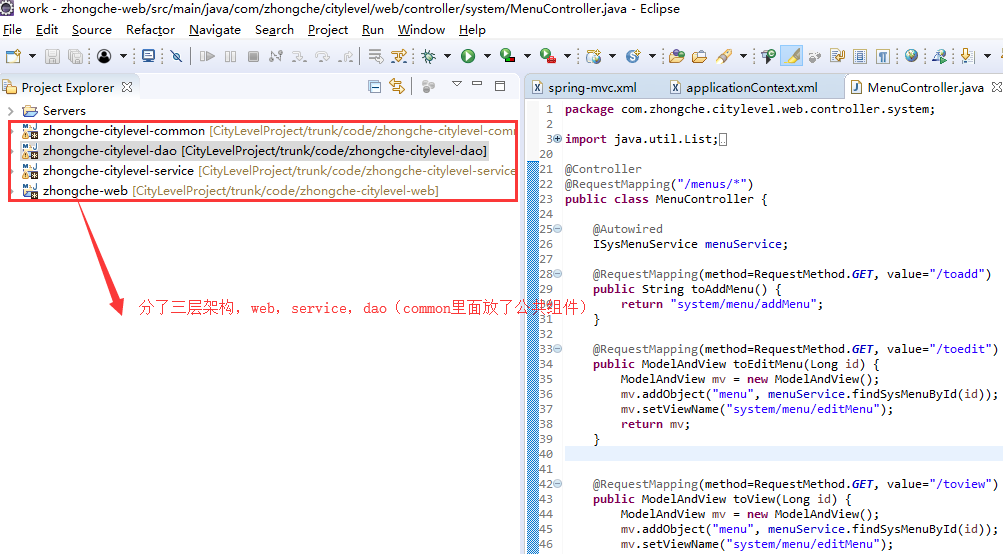 work - zhongche-web/src/main/java/com/zhongche/citylevel/web/controller/system/MenuController.java - Eclipse
File Edit Source Refactor Navigate Search Project Run Window Help
Project Explorer
Servers
zhongche-citylevel-common [CityLevelProject/trunk/code/zhongche-citylevel-comm
zhongche-citylevel-dao [CityLevelProject/trunk/code/zhongche-citylevel-dao]
zhongche-citylevel-service [CityLevelProject/trunk/code/zhongche-citylevel-service
zhongche-web [CityLevelProject/trunk/code/zhongche-citylevel-web]
分了三层架构，web，service，dao（common里面放了公共组件）
spring-mvc.xml applicationContext.xml MenuController.java
1 package com.zhongche.citylevel.web.controller.system;
2
3 import java.util.List;
20
21 @Controller
22 @RequestMapping("/menus/*")
23 public class MenuController {
24
25 @Autowired
26 ISysMenuService menuService;
27
28 @RequestMapping(method=RequestMethod.GET, value="/toadd")
29 public String toAddMenu() {
return "system/menu/addMenu";
31 }
32
33 @RequestMapping(method=RequestMethod.GET, value="/toedit")
34 public ModelAndView toEditMenu(Long id) {
35 ModelAndView mv = new ModelAndView();
36 mv.addObject("menu", menuService.findSysMenuById(id));
37 mv.setViewName("system/menu/editMenu");
38 return mv;
39 }
40
41
42 @RequestMapping(method=RequestMethod.GET, value="/toview")
43 public ModelAndView toView(Long id) {
44 ModelAndView mv = new ModelAndView();
45 mv.addObject("menu", menuService.findSysMenuById(id));
46 mv.setViewName("system/menu/editMenu");